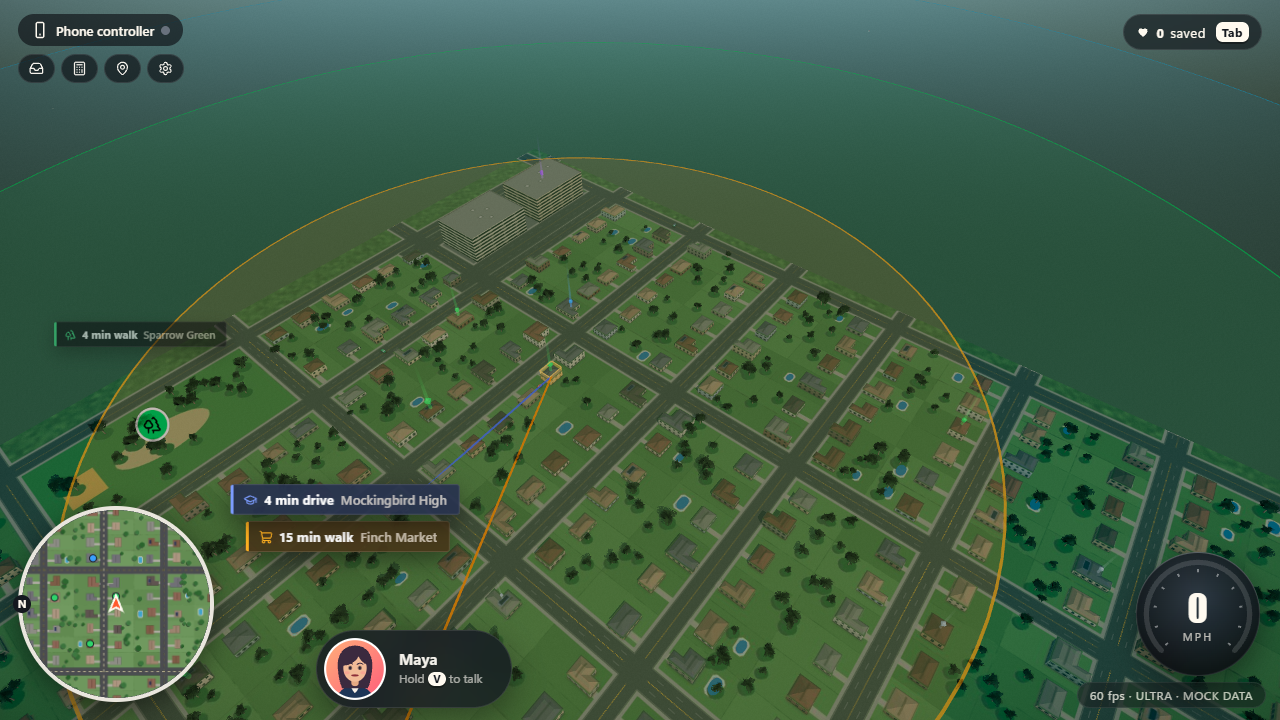 Phone controller
0 saved Tab
4 min walk Sparrow Green
4 min drive Mockingbird High
15 min walk Finch Market
N
0
MPH
Maya
Hold V to talk
60 fps · ULTRA · MOCK DATA